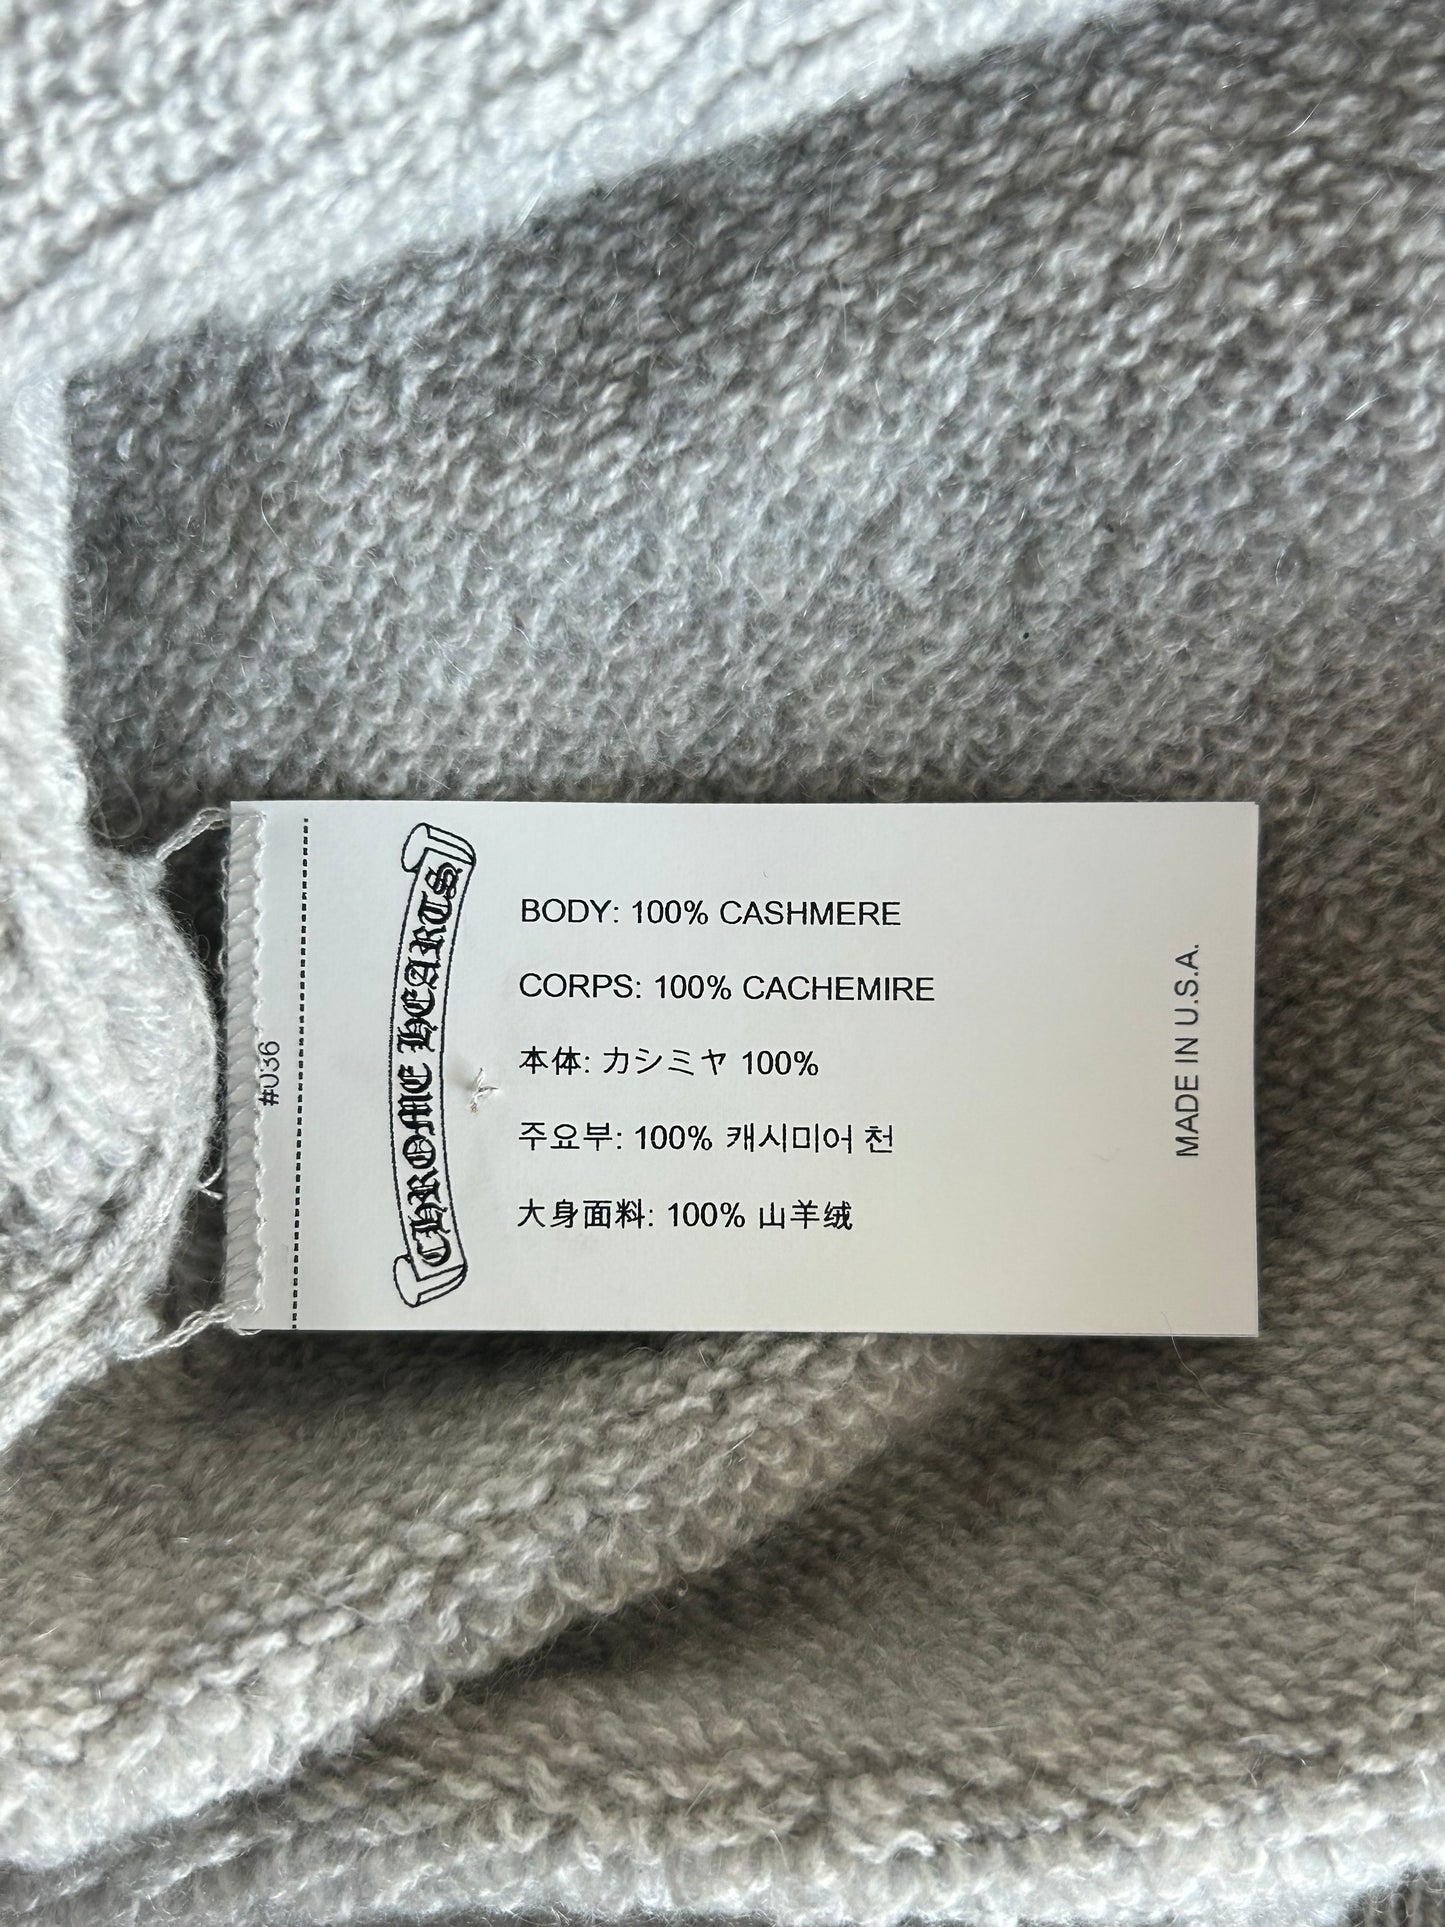 #U36
CHROME HEARTS
BODY: 100% CASHMERE
CORPS: 100% CACHEMIRE
本体: カシミヤ 100%
주요부: 100% 캐시미어 천
大身面料: 100% 山羊绒
MADE IN U.S.A.